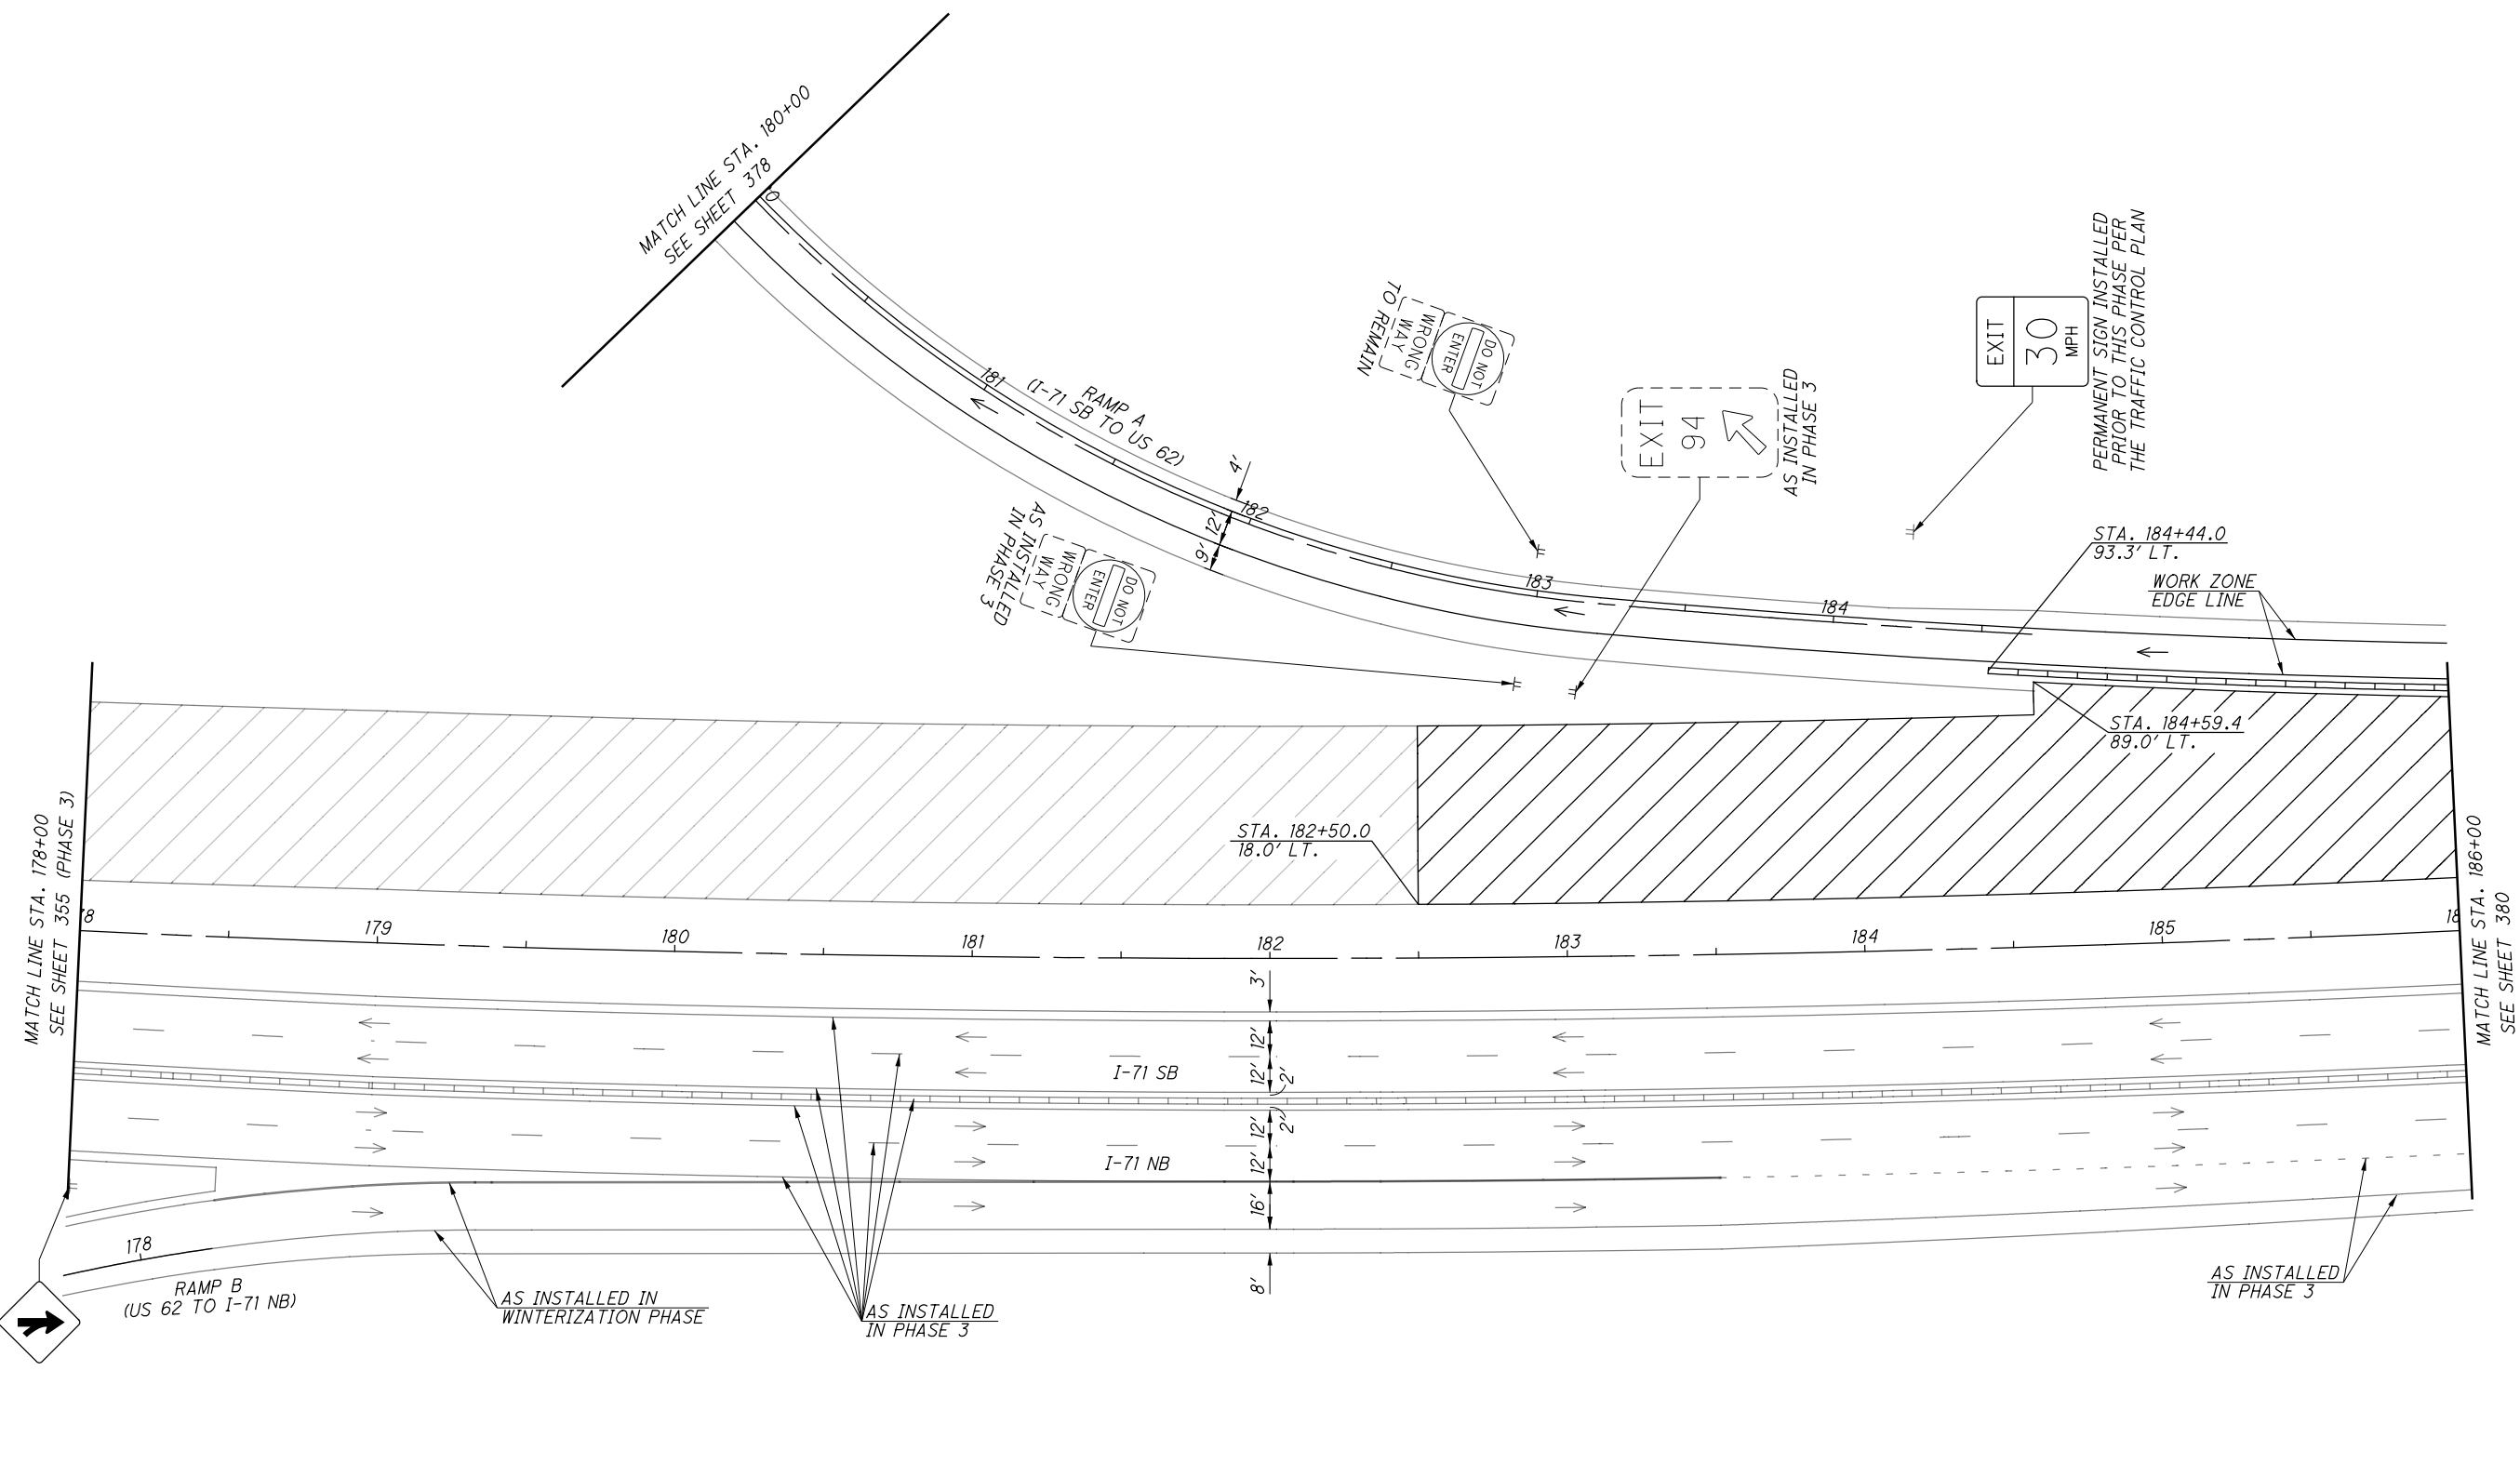 MATCH LINE STA. 180+00
SEE SHEET 378
0
181
RAMP A
(I-71 SB TO US 62)
4'
182
12'
9'
183
184
DO NOT
ENTER
WRONG
WAY
TO REMAIN
EXIT
94
AS INSTALLED
IN PHASE 3
EXIT
30
MPH
PERMANENT SIGN INSTALLED
PRIOR TO THIS PHASE PER
THE TRAFFIC CONTROL PLAN
DO NOT
ENTER
WRONG
WAY
AS INSTALLED
IN PHASE 3
STA. 184+44.0
93.3' LT.
WORK ZONE
EDGE LINE
STA. 184+59.4
89.0' LT.
STA. 182+50.0
18.0' LT.
MATCH LINE STA. 178+00
SEE SHEET 355 (PHASE 3)
MATCH LINE STA. 186+00
SEE SHEET 380
8
179
180
181
182
183
184
185
18
3'
12'
12'
2'
I-71 SB
12'
2'
12'
I-71 NB
16'
8'
178
RAMP B
(US 62 TO I-71 NB)
AS INSTALLED IN
WINTERIZATION PHASE
AS INSTALLED
IN PHASE 3
AS INSTALLED
IN PHASE 3